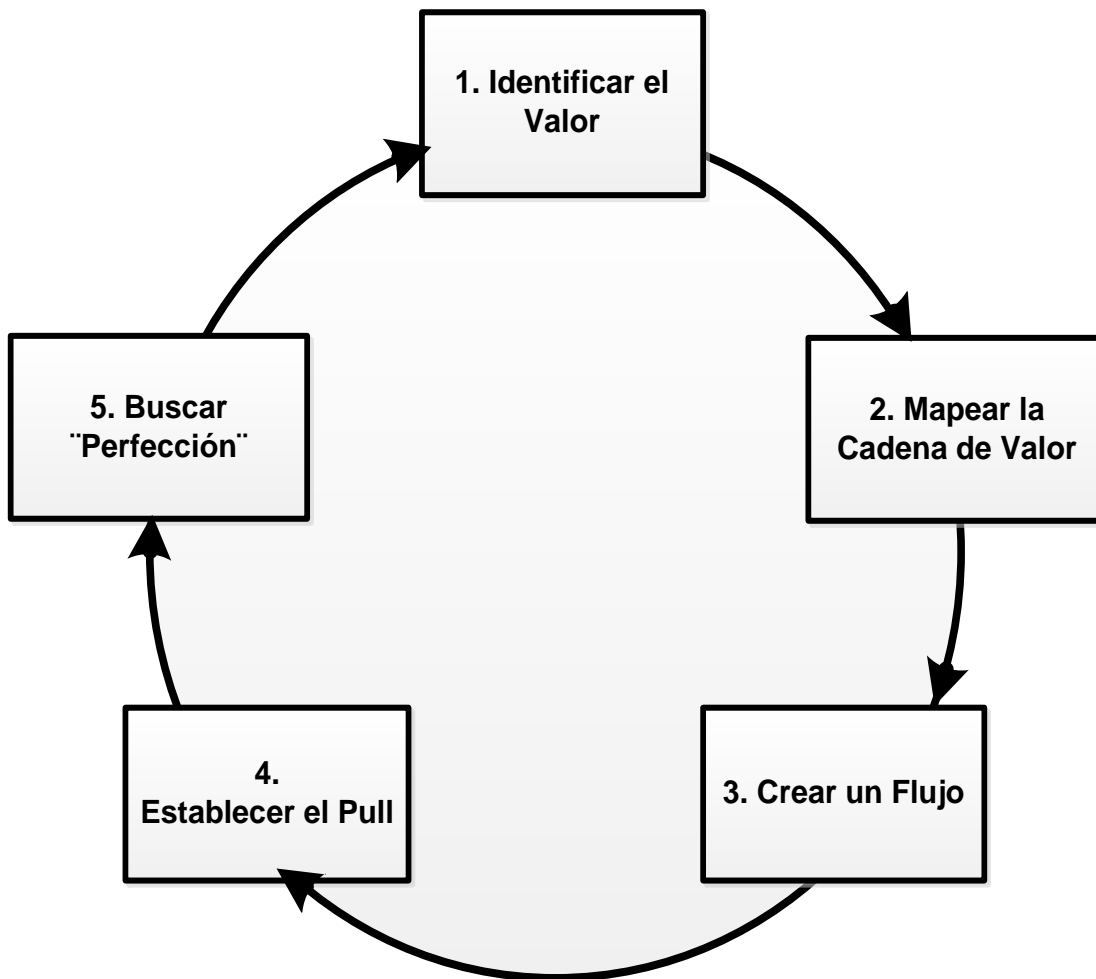 1. Identificar el
Valor
2. Mapear la
Cadena de Valor
3. Crear un Flujo
4.
Establecer el Pull
5. Buscar
¨Perfección¨